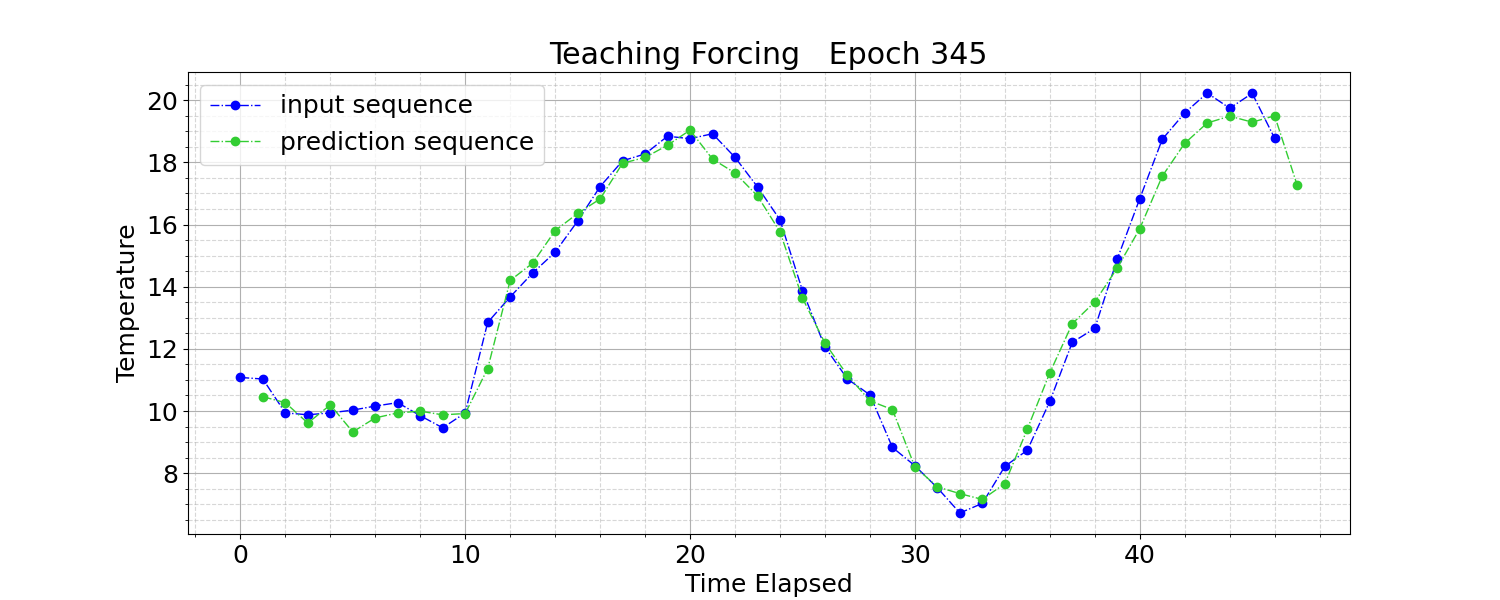 Teaching Forcing   Epoch 345
input sequence
prediction sequence
20
18
16
14
12
10
8
Temperature
0
10
20
30
40
Time Elapsed